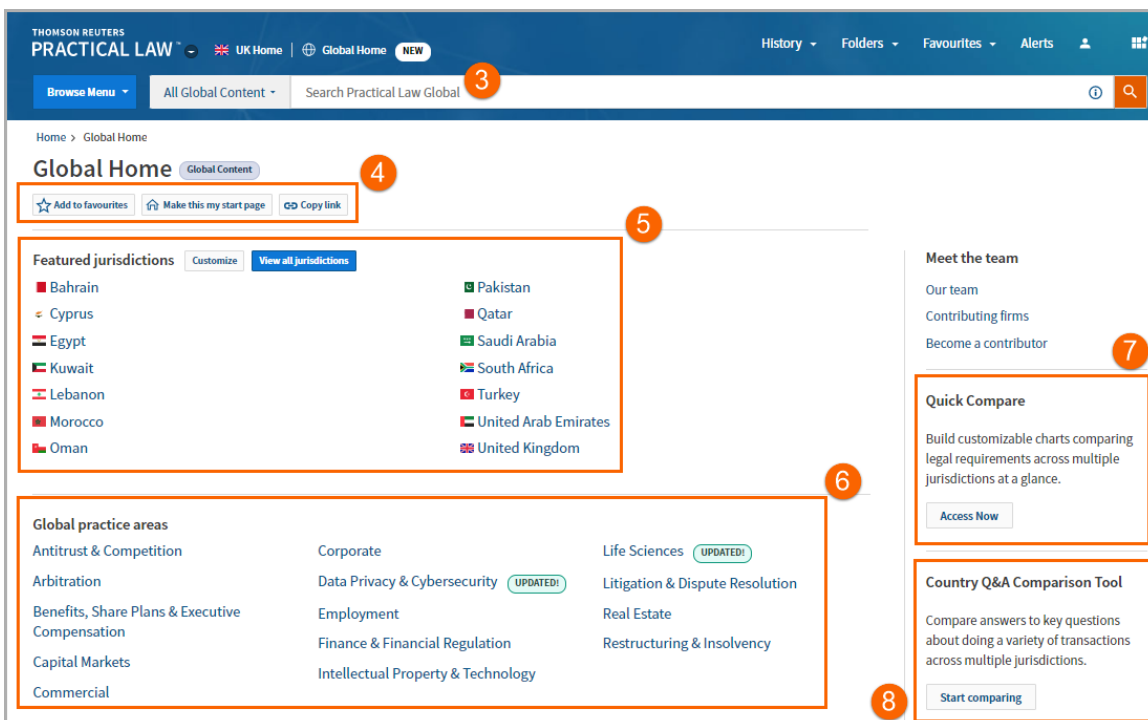 THOMSON REUTERS
PRACTICAL LAW™ UK Home | Global Home NEW
History Folders Favourites Alerts
Browse Menu All Global Content Search Practical Law Global 3
Home > Global Home
Global Home Global Content
4
Add to favourites Make this my start page Copy link
5
Featured jurisdictions Customize View all jurisdictions
Bahrain
Cyprus
Egypt
Kuwait
Lebanon
Morocco
Oman
Pakistan
Qatar
Saudi Arabia
South Africa
Turkey
United Arab Emirates
United Kingdom
6
Global practice areas
Antitrust & Competition
Arbitration
Benefits, Share Plans & Executive
Compensation
Capital Markets
Commercial
Corporate
Data Privacy & Cybersecurity UPDATED!
Employment
Finance & Financial Regulation
Intellectual Property & Technology
Life Sciences UPDATED!
Litigation & Dispute Resolution
Real Estate
Restructuring & Insolvency
Meet the team
Our team
Contributing firms
Become a contributor
7
Quick Compare
Build customizable charts comparing
legal requirements across multiple
jurisdictions at a glance.
Access Now
Country Q&A Comparison Tool
Compare answers to key questions
about doing a variety of transactions
across multiple jurisdictions.
Start comparing
8